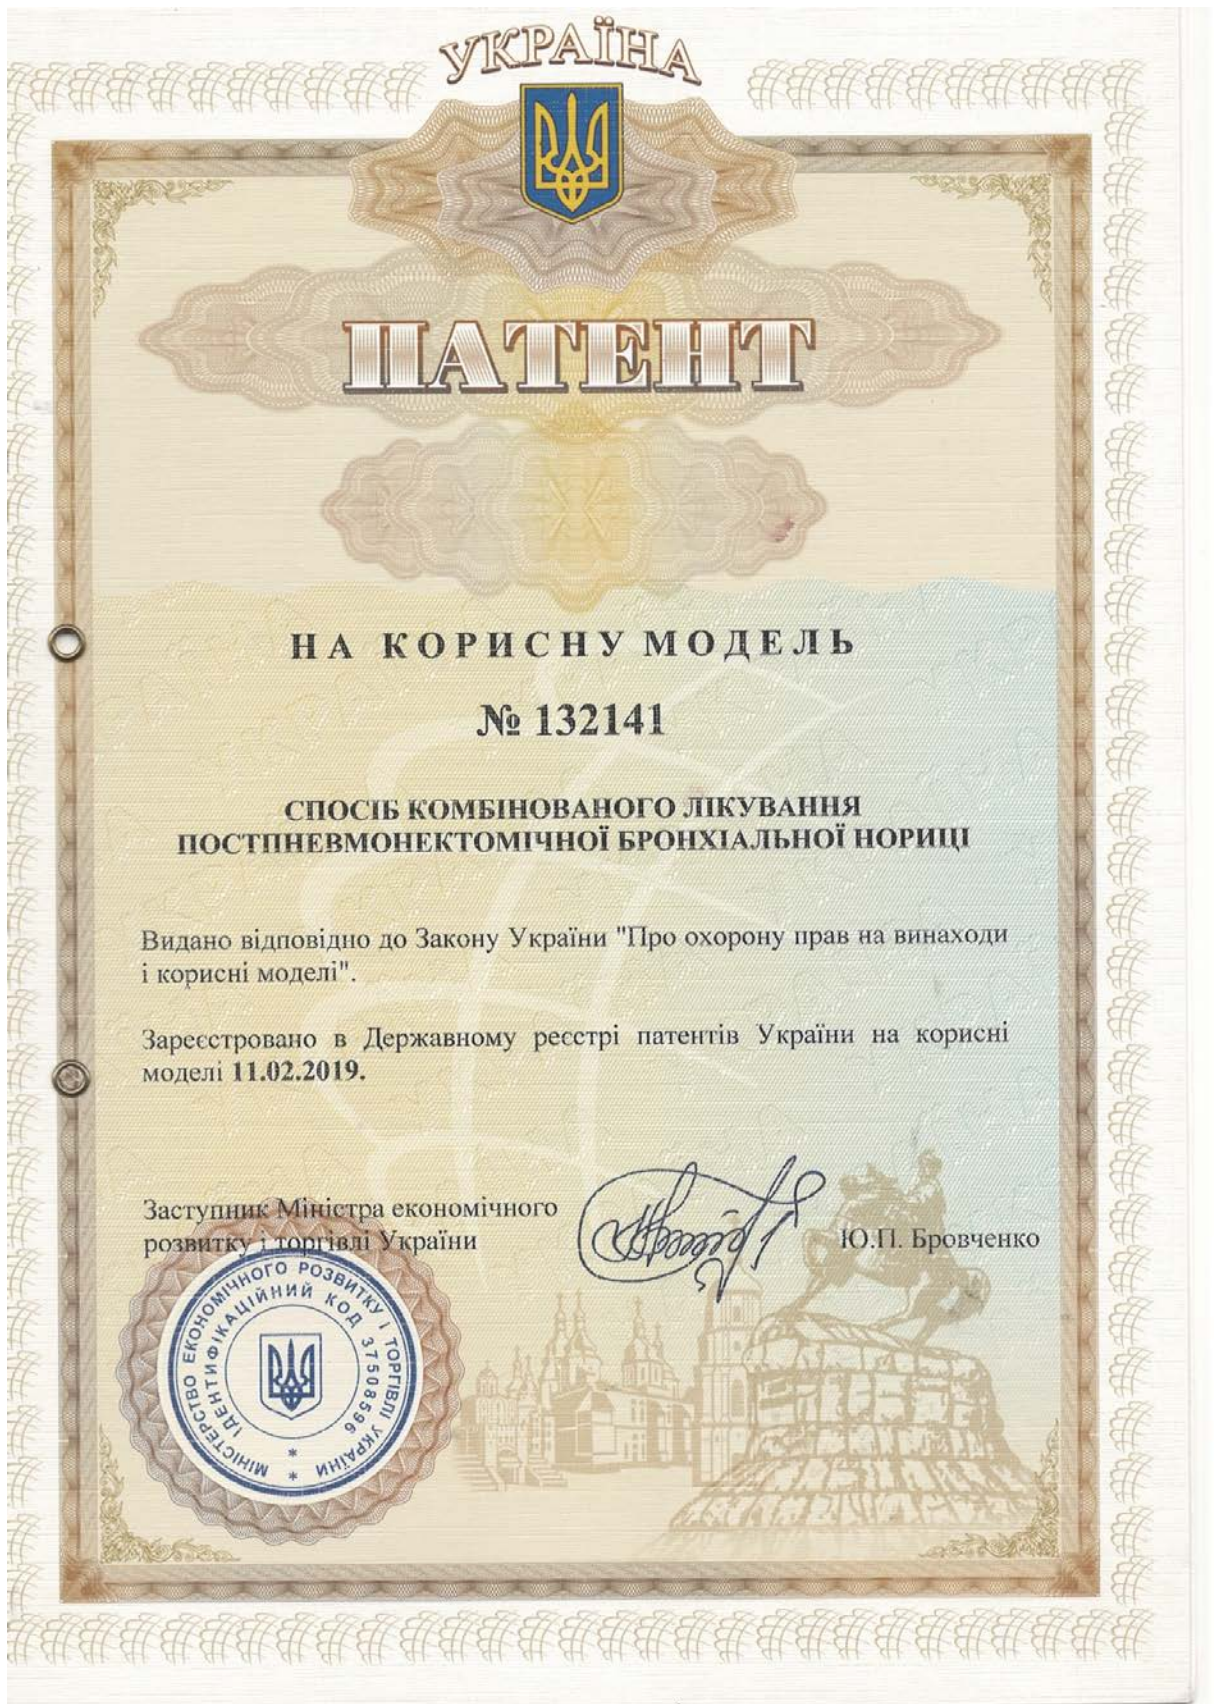 УКРАЇНА
ПАТЕНТ
НА КОРИСНУ МОДЕЛЬ
№ 132141
СПОСІБ КОМБІНОВАНОГО ЛІКУВАННЯ
ПОСТПНЕВМОНЕКТОМІЧНОЇ БРОНХІАЛЬНОЇ НОРИЦІ
Видано відповідно до Закону України "Про охорону прав на винаходи
і корисні моделі".
Зареєстровано в Державному реєстрі патентів України на корисні
моделі 11.02.2019.
Заступник Міністра економічного
розвитку і торгівлі України
Ю.П. Бровченко
МІНІСТЕРСТВО ЕКОНОМІЧНОГО РОЗВИТКУ І ТОРГІВЛІ УКРАЇНИ *
ІДЕНТИФІКАЦІЙНИЙ КОД 37508596 *